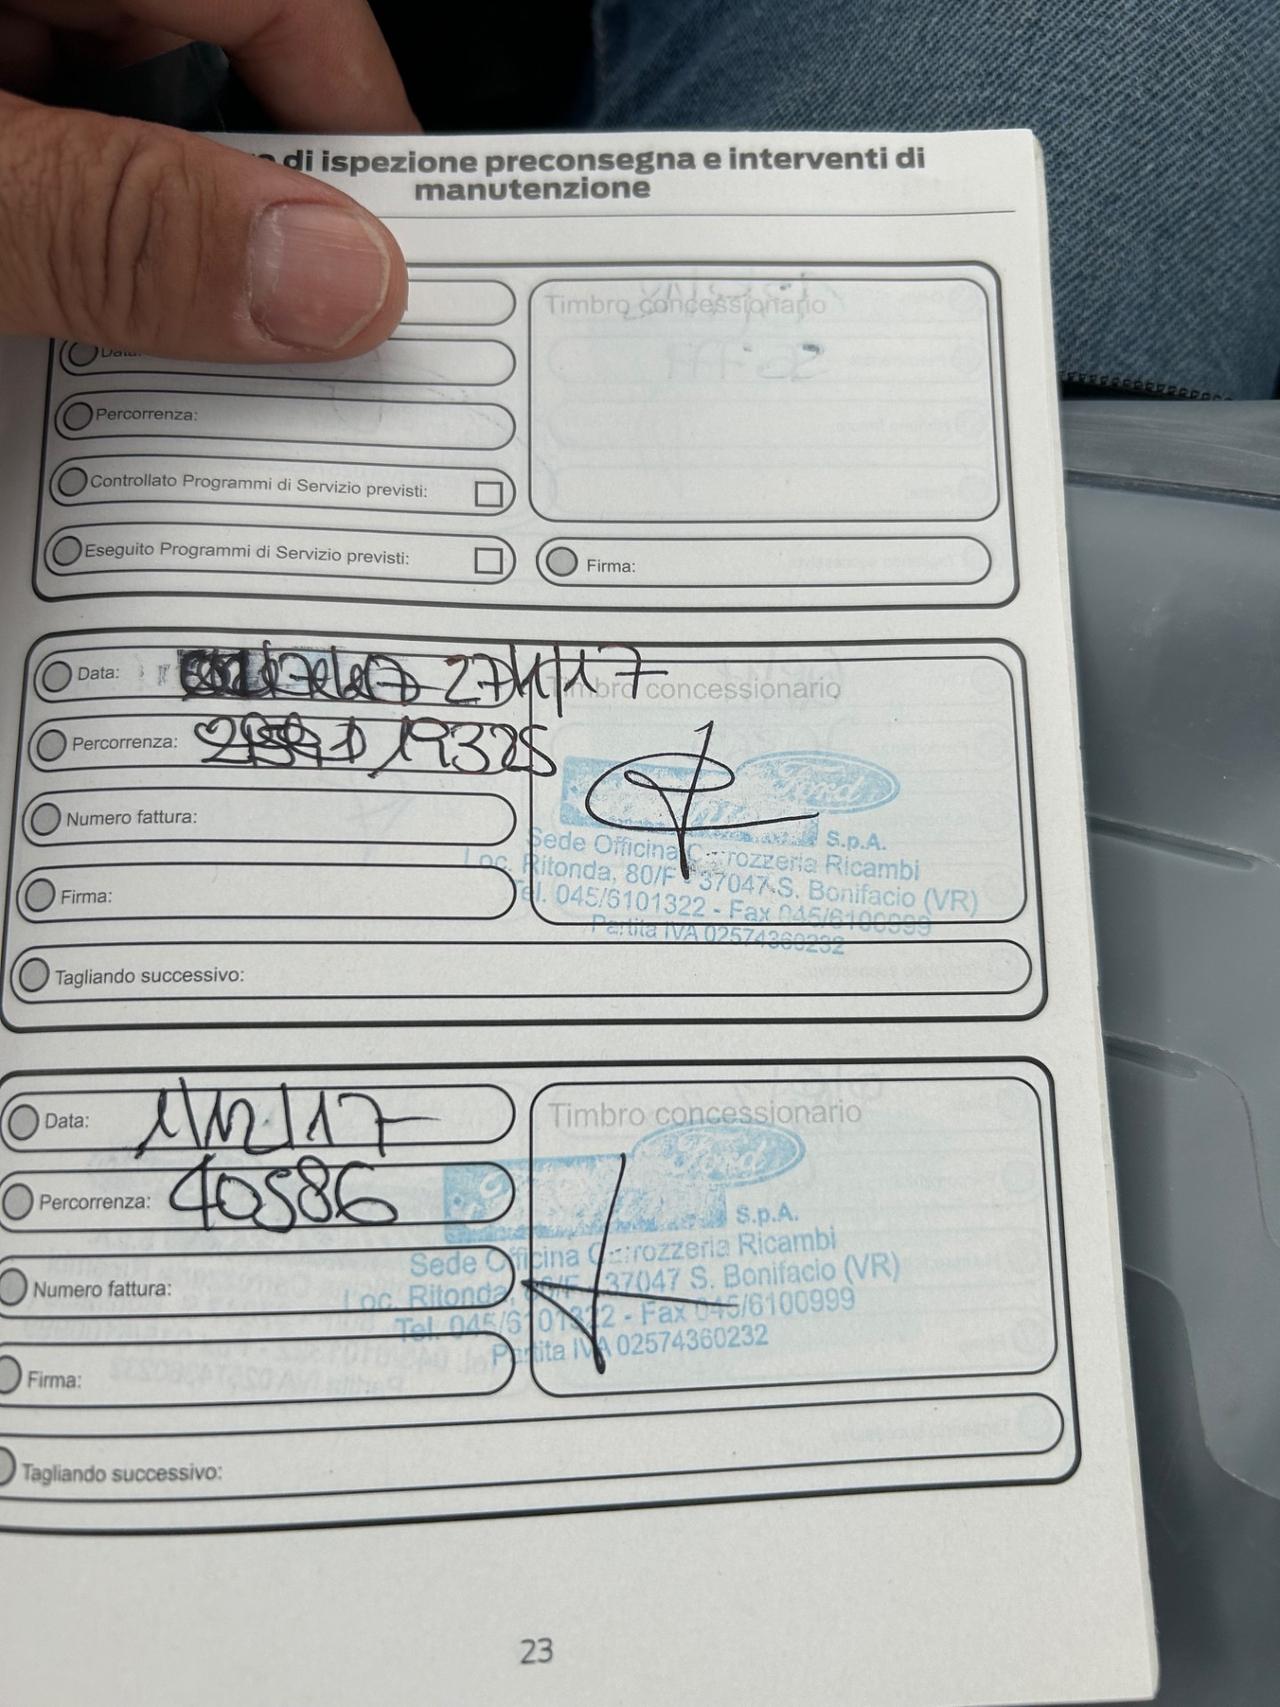 di ispezione preconsegna e interventi di
manutenzione
Timbro concessionario
Data:
Percorrenza:
Controllato Programmi di Servizio previsti:
Eseguito Programmi di Servizio previsti:
Firma:
Data: 27/1/17
Timbro concessionario
Percorrenza: 19325
Ford
Numero fattura:
S.p.A.
Sede Officina Carrozzeria Ricambi
Loc. Ritonda, 80/F - 37047 S. Bonifacio (VR)
Firma:
Tel. 045/6101322 - Fax 045/6100999
Partita IVA 02574360232
Tagliando successivo:
Data: 1/12/17
Timbro concessionario
Ford
Percorrenza: 40586
S.p.A.
Sede Officina Carrozzeria Ricambi
Numero fattura:
Loc. Ritonda, 80/F - 37047 S. Bonifacio (VR)
Tel. 045/6101322 - Fax 045/6100999
Partita IVA 02574360232
Firma:
Tagliando successivo:
23